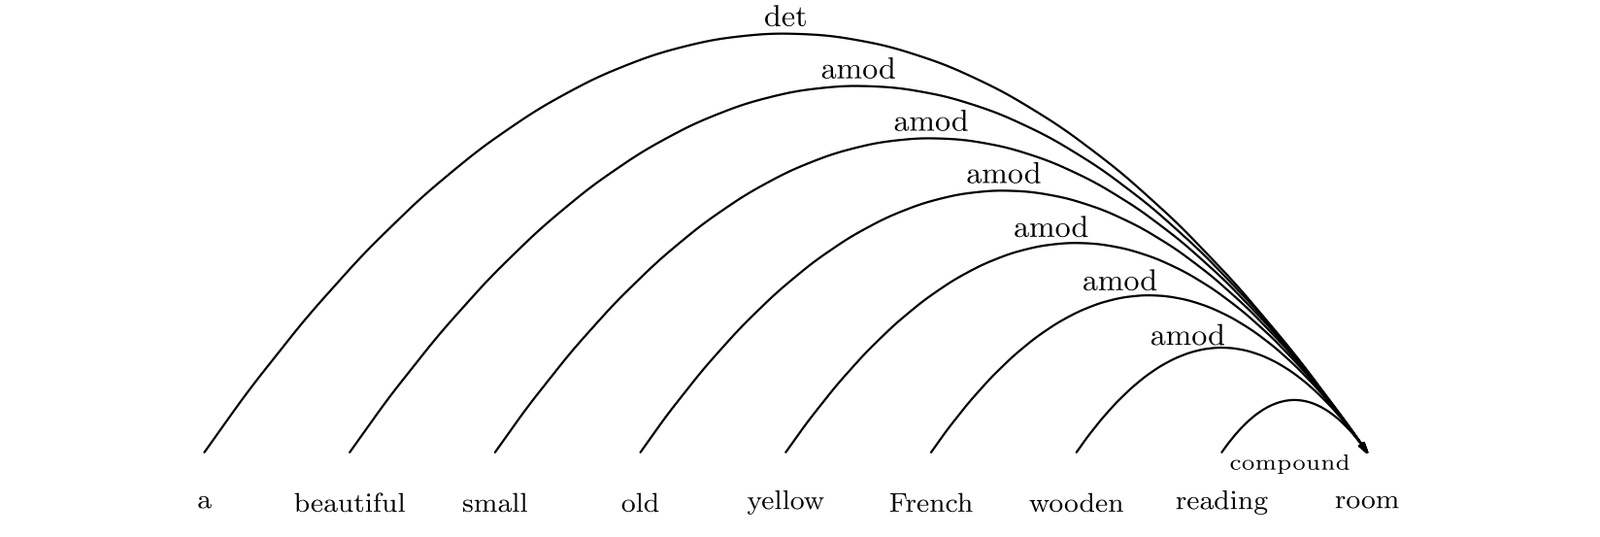 det
amod
amod
amod
amod
amod
amod
compound
a beautiful small old yellow French wooden reading room